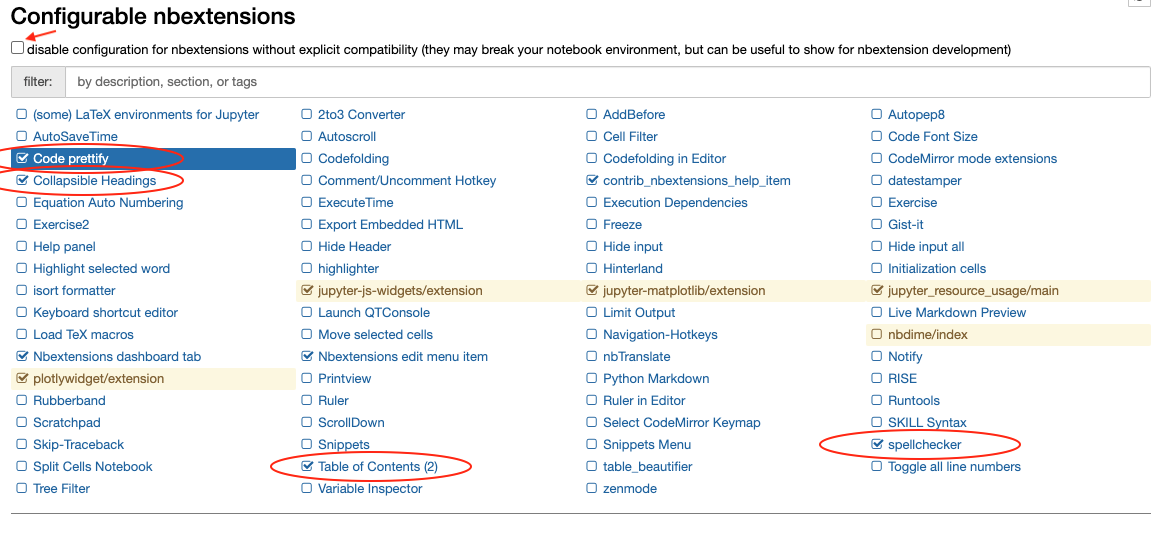 Configurable nbextensions
disable configuration for nbextensions without explicit compatibility (they may break your notebook environment, but can be useful to show for nbextension development)
filter: by description, section, or tags
(some) LaTeX environments for Jupyter 2to3 Converter AddBefore Autopep8
AutoSaveTime Autoscroll Cell Filter Code Font Size
Code prettify Codefolding Codefolding in Editor CodeMirror mode extensions
Collapsible Headings Comment/Uncomment Hotkey contrib_nbextensions_help_item datestamper
Equation Auto Numbering ExecuteTime Execution Dependencies Exercise
Exercise2 Export Embedded HTML Freeze Gist-it
Help panel Hide Header Hide input Hide input all
Highlight selected word highlighter Hinterland Initialization cells
isort formatter jupyter-js-widgets/extension jupyter-matplotlib/extension jupyter_resource_usage/main
Keyboard shortcut editor Launch QTConsole Limit Output Live Markdown Preview
Load TeX macros Move selected cells Navigation-Hotkeys nbdime/index
Nbextensions dashboard tab Nbextensions edit menu item nbTranslate Notify
plotlywidget/extension Printview Python Markdown RISE
Rubberband Ruler Ruler in Editor Runtools
Scratchpad ScrollDown Select CodeMirror Keymap SKILL Syntax
Skip-Traceback Snippets Snippets Menu spellchecker
Split Cells Notebook Table of Contents (2) table_beautifier Toggle all line numbers
Tree Filter Variable Inspector zenmode